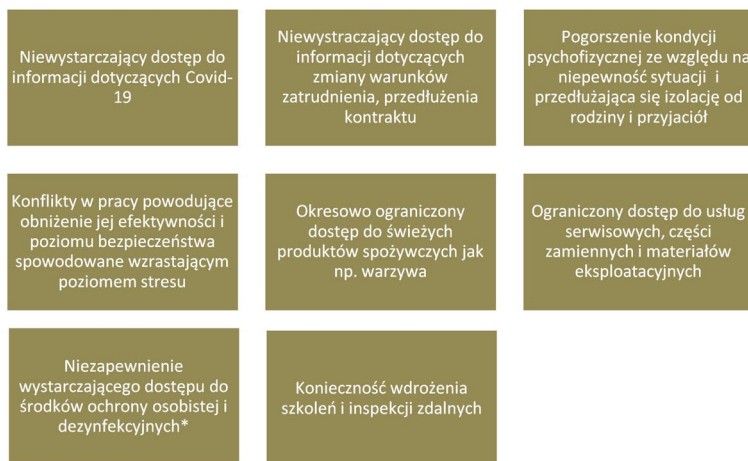 Niewystarczający dostęp do
informacji dotyczących Covid-
19
Niewystraczający dostęp do
informacji dotyczących
zmiany warunków
zatrudnienia, przedłużenia
kontraktu
Pogorszenie kondycji
psychofizycznej ze względu na
niepewność sytuacji i
przedłużająca się izolację od
rodziny i przyjaciół
Konflikty w pracy powodujące
obniżenie jej efektywności i
poziomu bezpieczeństwa
spowodowane wzrastającym
poziomem stresu
Okresowo ograniczony
dostęp do świeżych
produktów spożywczych jak
np. warzywa
Ograniczony dostęp do usług
serwisowych, części
zamiennych i materiałów
eksploatacyjnych
Niezapewnienie
wystarczającego dostępu do
środków ochrony osobistej i
dezynfekcyjnych*
Konieczność wdrożenia
szkoleń i inspekcji zdalnych